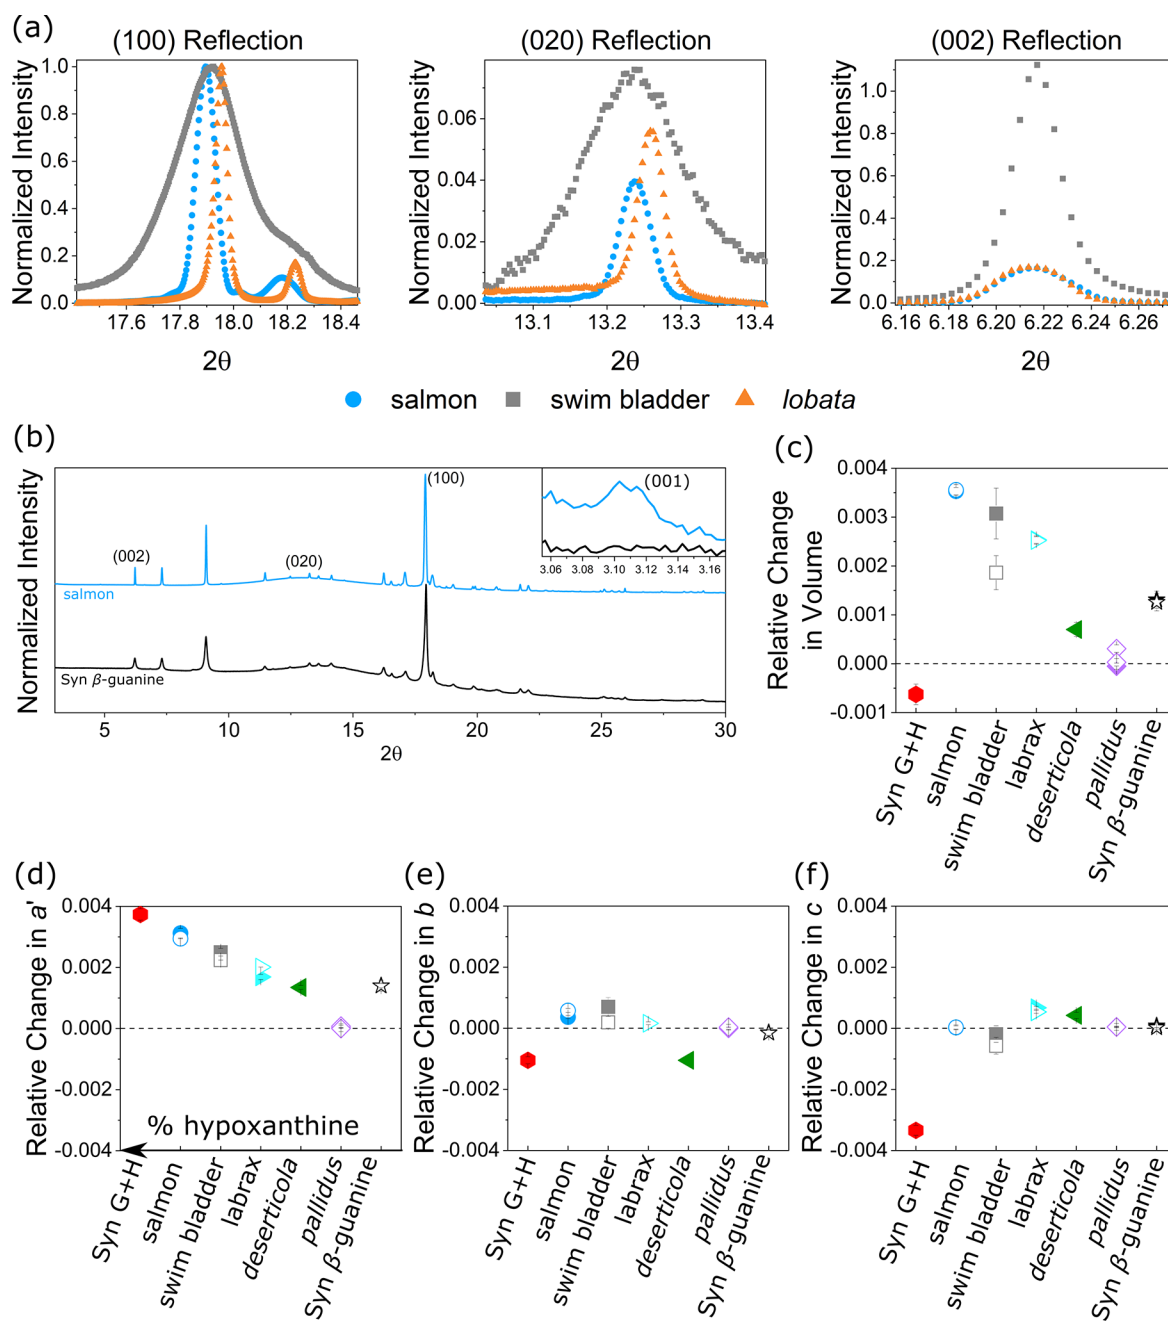 (a)
(100) Reflection
(020) Reflection
(002) Reflection
Normalized Intensity
1.0
0.8
0.6
0.4
0.2
0.0
17.6 17.8 18.0 18.2 18.4
2θ
Normalized Intensity
0.06
0.04
0.02
0.00
13.1 13.2 13.3 13.4
2θ
Normalized Intensity
1.0
0.8
0.6
0.4
0.2
0.0
6.16 6.18 6.20 6.22 6.24 6.26
2θ
salmon swim bladder lobata
(b)
Normalized Intensity
(002)
(020)
(100)
(001)
3.06 3.08 3.10 3.12 3.14 3.16
salmon
Syn β-guanine
5 10 15 20 25 30
2θ
(c)
Relative Change
in Volume
0.004
0.003
0.002
0.001
0.000
-0.001
Syn G+H
salmon
swim bladder
labrax
deserticola
pallidus
Syn β-guanine
(d)
Relative Change in a'
0.004
0.002
0.000
-0.002
-0.004
% hypoxanthine
Syn G+H
salmon
swim bladder
labrax
deserticola
pallidus
Syn β-guanine
(e)
Relative Change in b
0.004
0.002
0.000
-0.002
-0.004
Syn G+H
salmon
swim bladder
labrax
deserticola
pallidus
Syn β-guanine
(f)
Relative Change in c
0.004
0.002
0.000
-0.002
-0.004
Syn G+H
salmon
swim bladder
labrax
deserticola
pallidus
Syn β-guanine